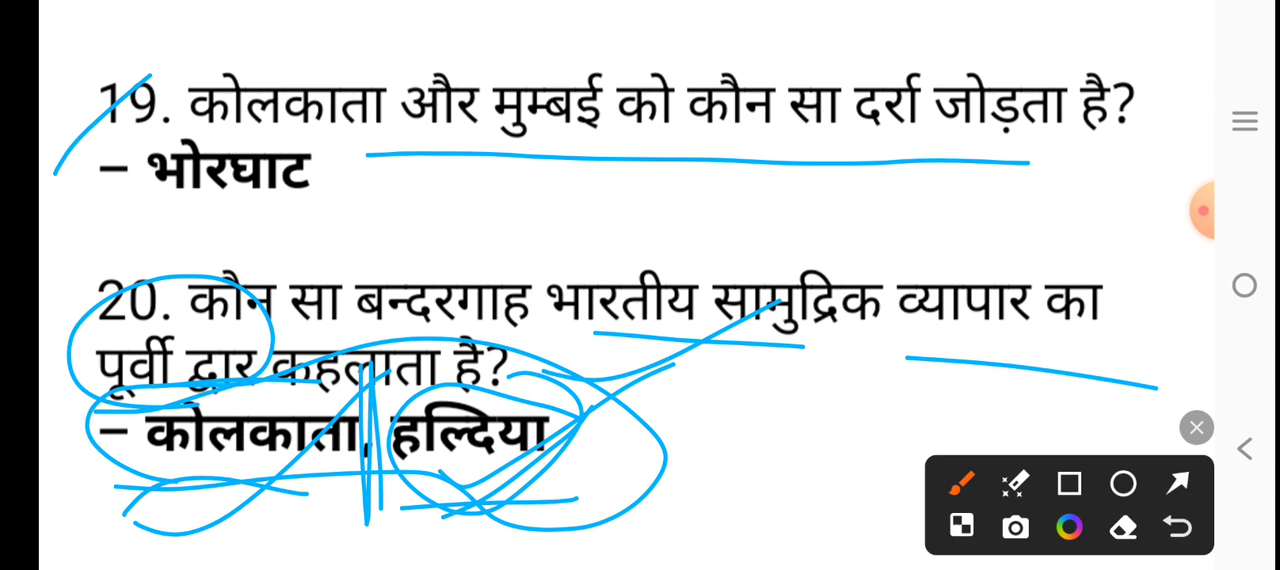 19. कोलकाता और मुम्बई को कौन सा दर्रा जोड़ता है?
– भोरघाट
20. कौन सा बन्दरगाह भारतीय सामुद्रिक व्यापार का
पूर्वी द्वार कहलाता है?
– कोलकाता, हल्दिया